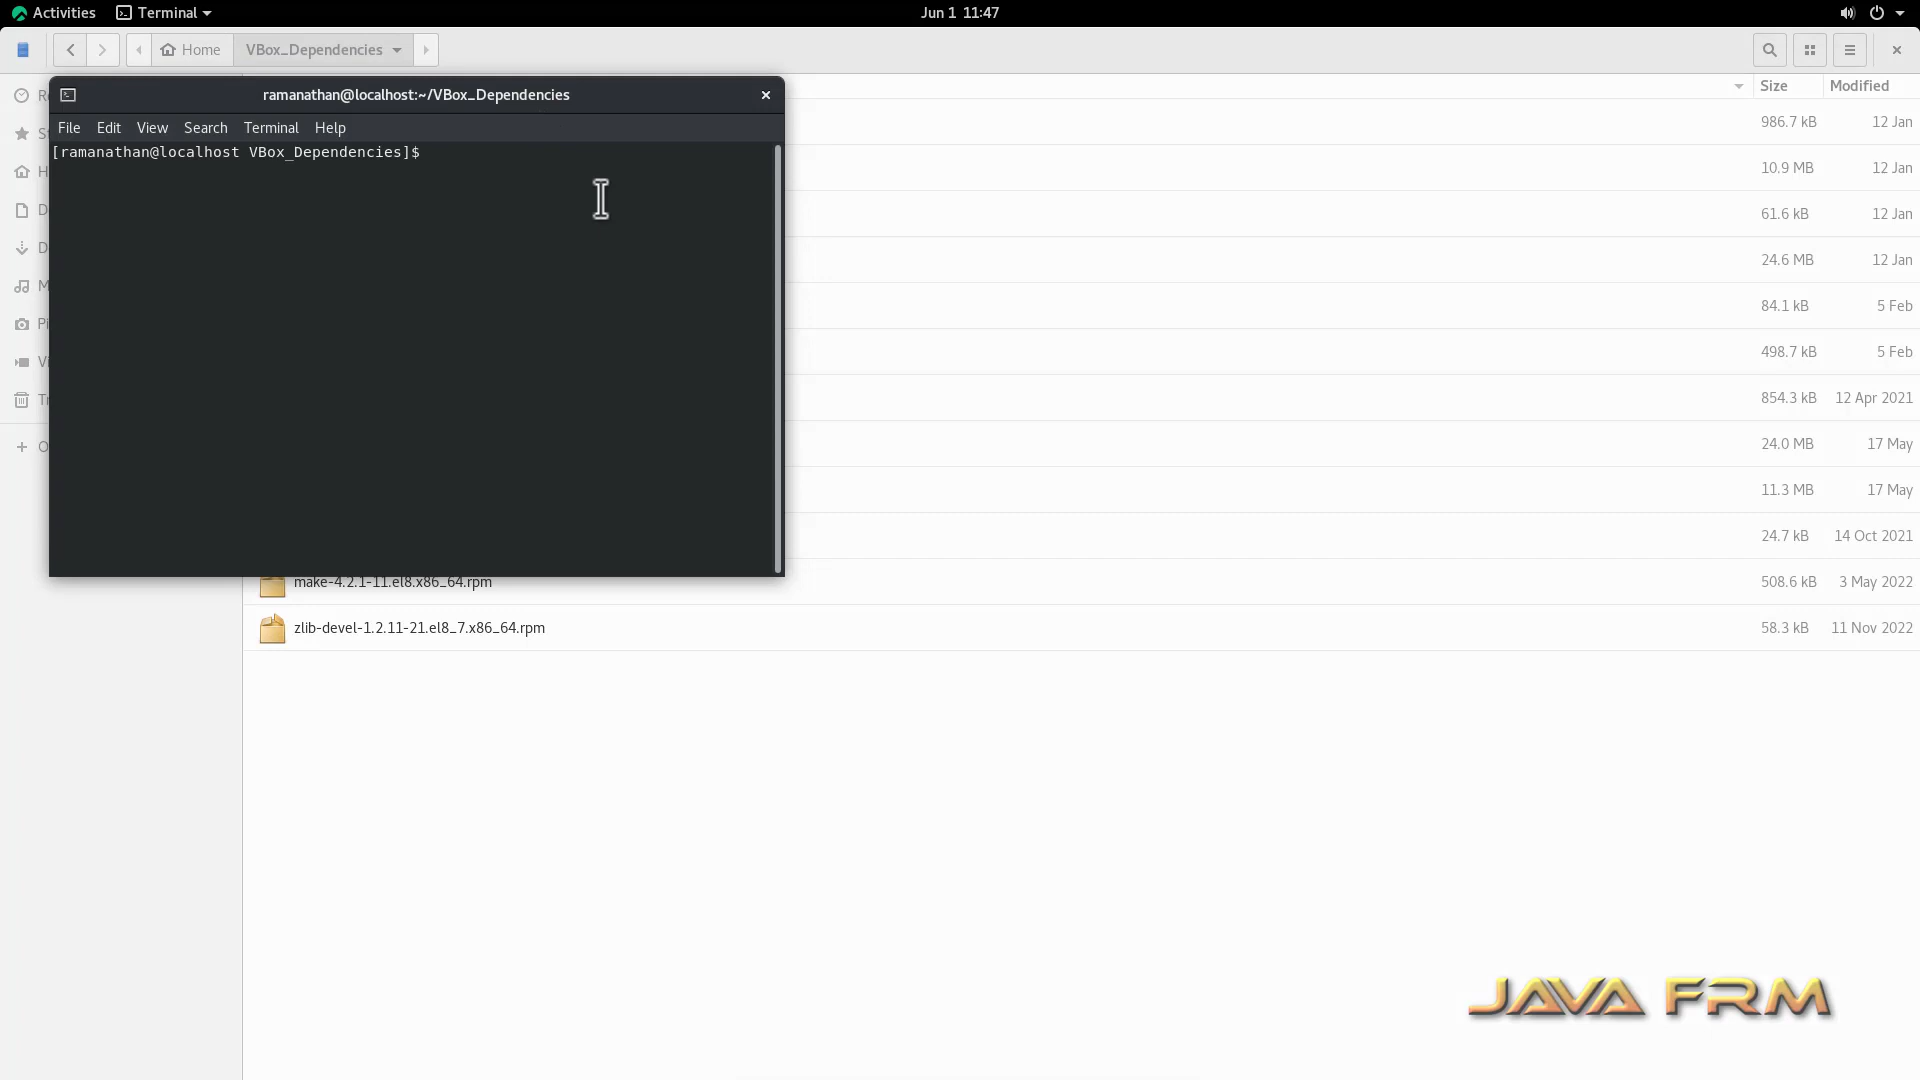 Activities Terminal Jun 1 11:47
Home VBox_Dependencies
ramanathan@localhost:~/VBox_Dependencies
Size Modified
File Edit View Search Terminal Help
[ramanathan@localhost VBox_Dependencies]$
986.7 kB 12 Jan
10.9 MB 12 Jan
61.6 kB 12 Jan
24.6 MB 12 Jan
84.1 kB 5 Feb
498.7 kB 5 Feb
854.3 kB 12 Apr 2021
24.0 MB 17 May
11.3 MB 17 May
24.7 kB 14 Oct 2021
make-4.2.1-11.el8.x86_64.rpm 508.6 kB 3 May 2022
zlib-devel-1.2.11-21.el8_7.x86_64.rpm 58.3 kB 11 Nov 2022
JAVA FRM